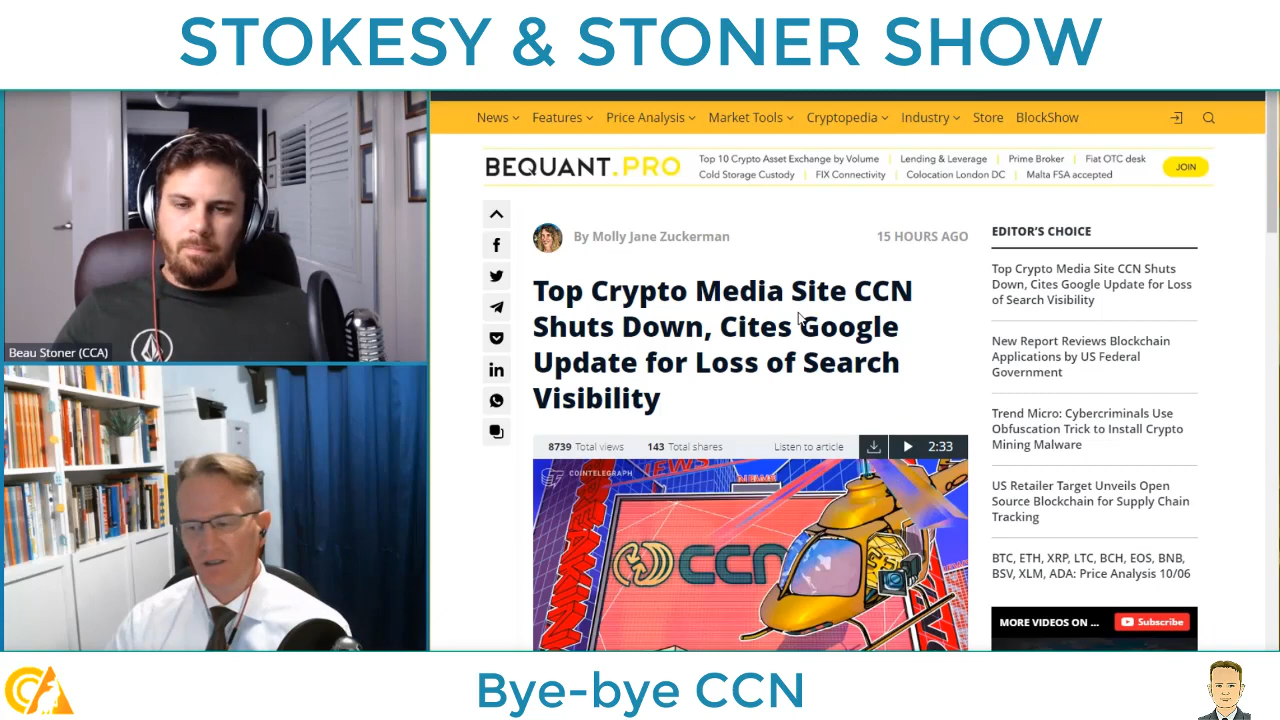 STOKESY & STONER SHOW
Beau Stoner (CCA)
News Features Price Analysis Market Tools Cryptopedia Industry Store BlockShow
BEQUANT.PRO
Top 10 Crypto Asset Exchange by Volume Lending & Leverage Prime Broker Fiat OTC desk
Cold Storage Custody FIX Connectivity Colocation London DC Malta FSA accepted
JOIN
By Molly Jane Zuckerman 15 HOURS AGO
Top Crypto Media Site CCN
Shuts Down, Cites Google
Update for Loss of Search
Visibility
8739 Total views 143 Total shares Listen to article 2:33
COINTELEGRAPH
CCN
EDITOR'S CHOICE
Top Crypto Media Site CCN Shuts
Down, Cites Google Update for Loss
of Search Visibility
New Report Reviews Blockchain
Applications by US Federal
Government
Trend Micro: Cybercriminals Use
Obfuscation Trick to Install Crypto
Mining Malware
US Retailer Target Unveils Open
Source Blockchain for Supply Chain
Tracking
BTC, ETH, XRP, LTC, BCH, EOS, BNB,
BSV, XLM, ADA: Price Analysis 10/06
MORE VIDEOS ON ... Subscribe
Bye-bye CCN